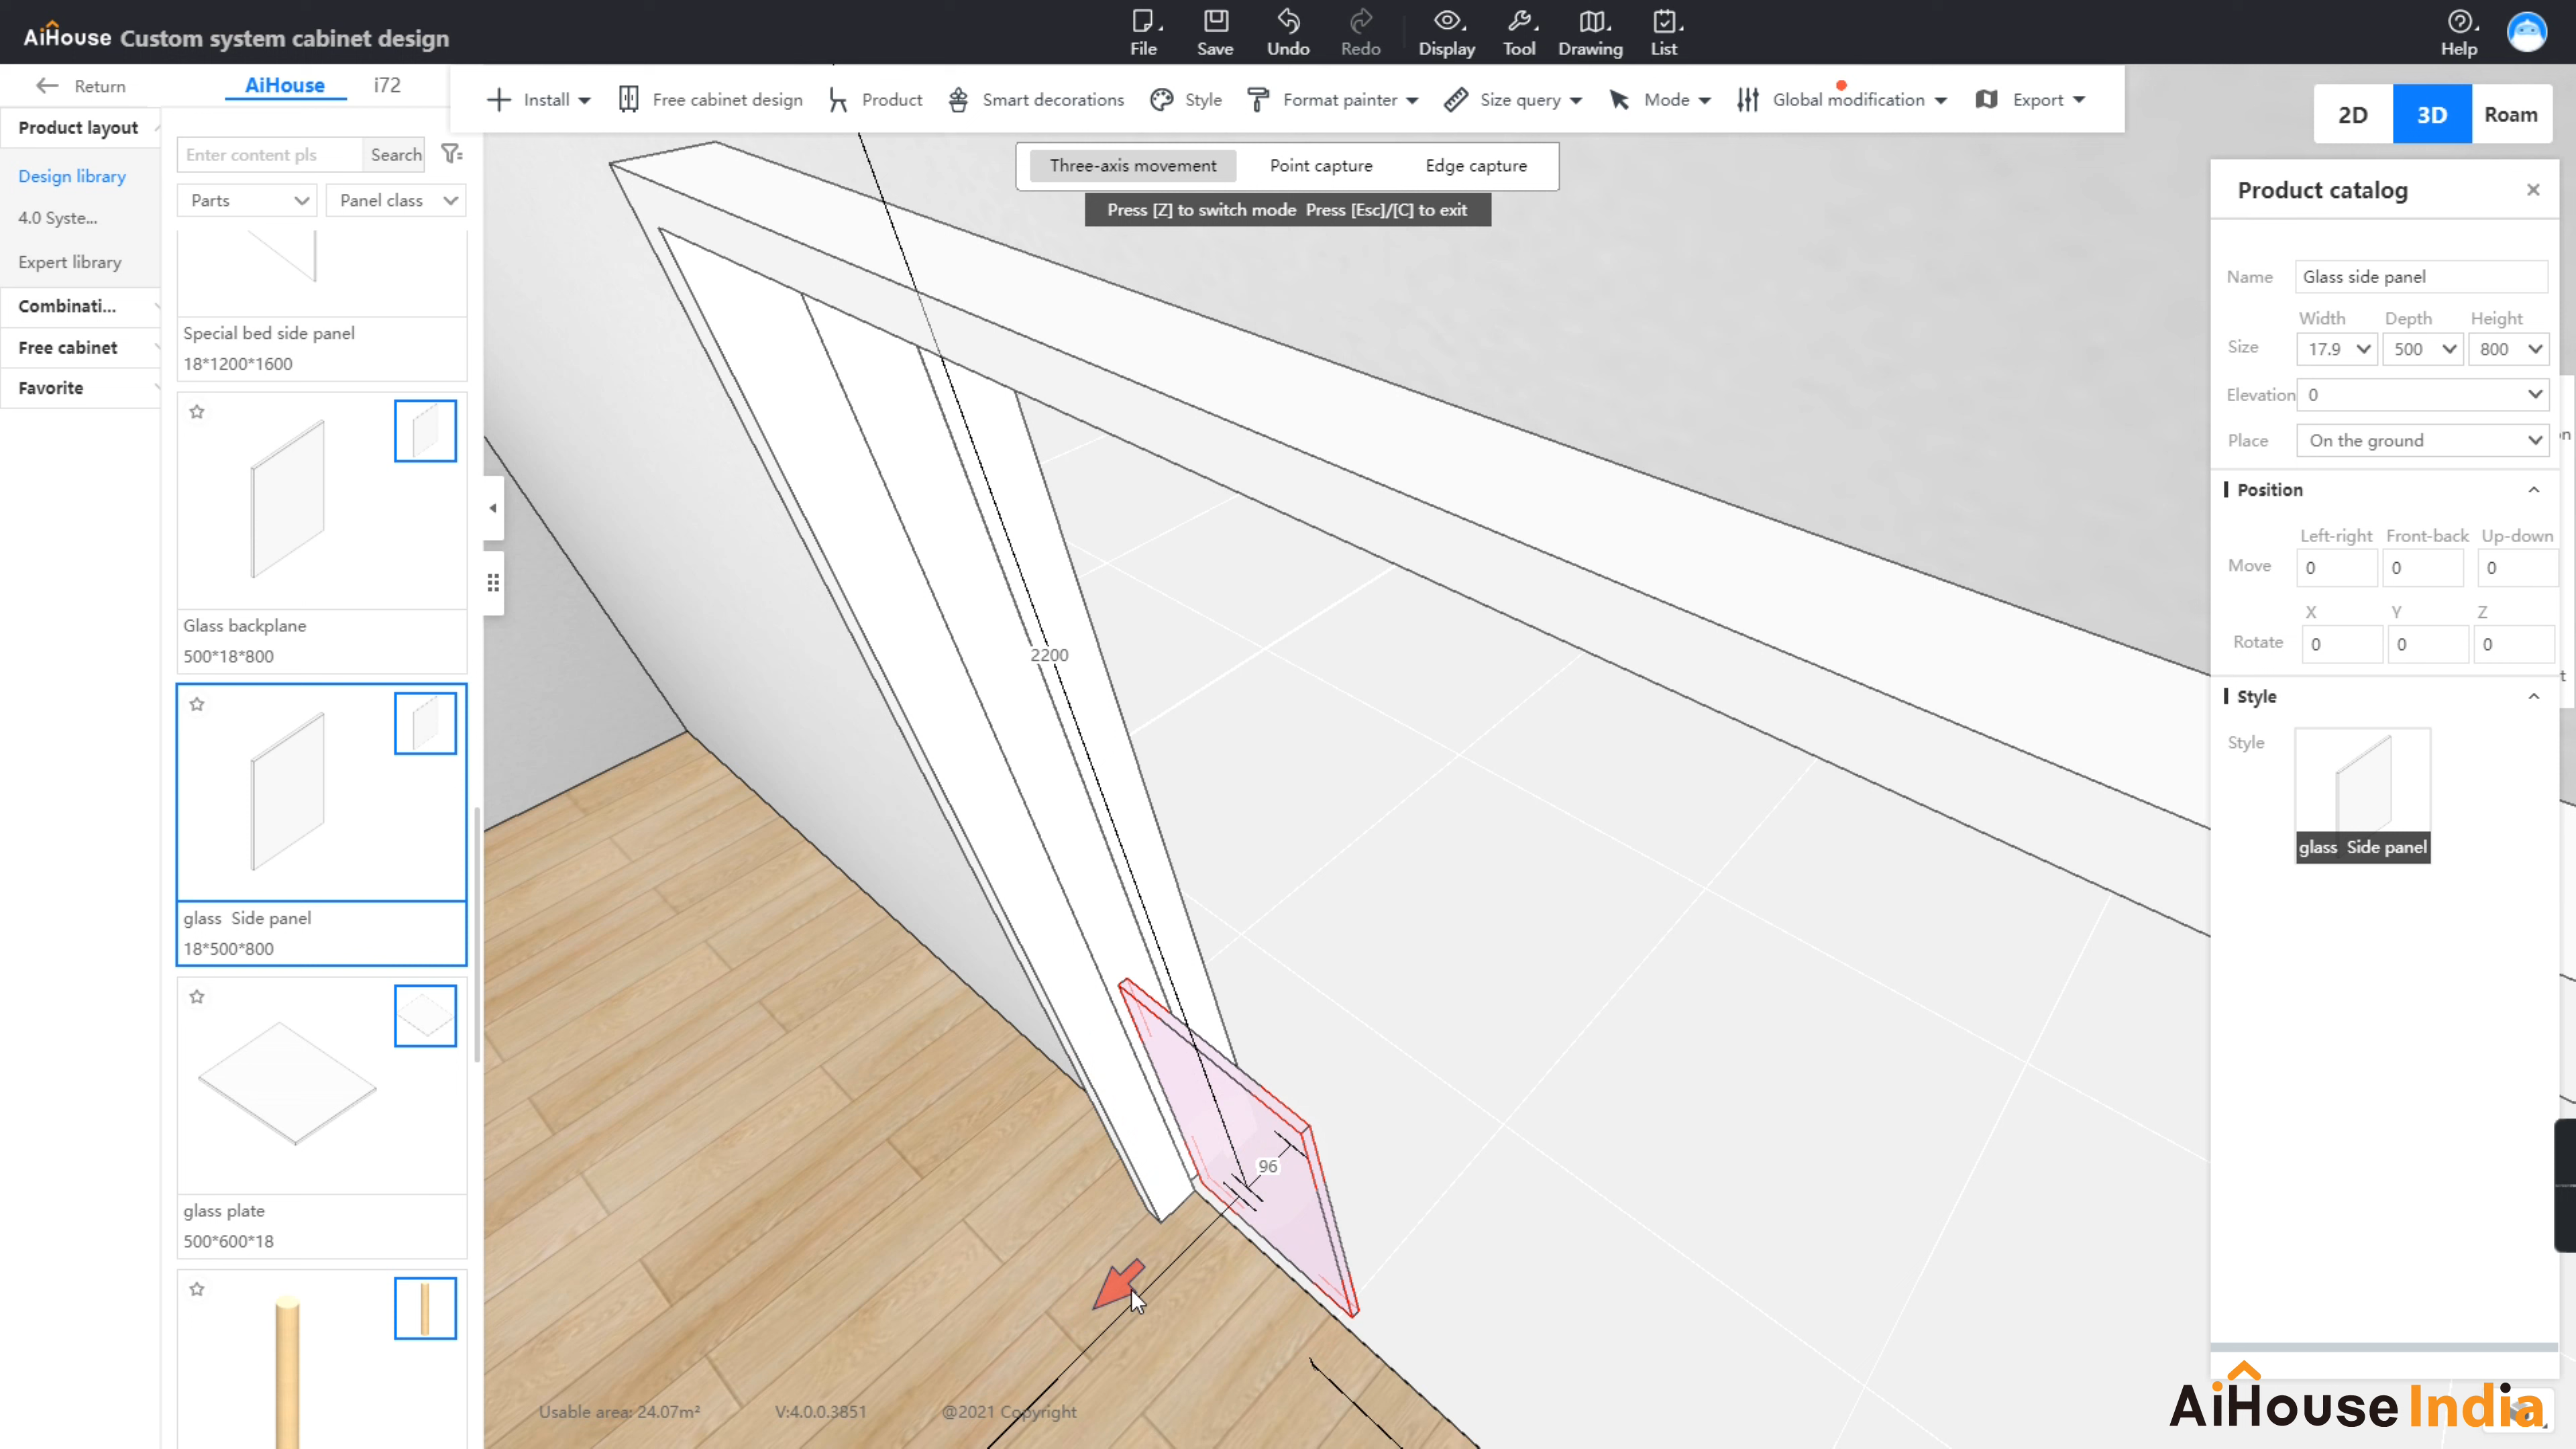 AiHouse Custom system cabinet design
File
Save
Undo
Redo
Display
Tool
Drawing
List
Help
Return
AiHouse
i72
Install
Free cabinet design
Product
Smart decorations
Style
Format painter
Size query
Mode
Global modification
Export
2D
3D
Roam
Product layout
Design library
4.0 Syste...
Expert library
Combinati...
Free cabinet
Favorite
Enter content pls
Search
Parts
Panel class
Special bed side panel
18*1200*1600
Glass backplane
500*18*800
glass Side panel
18*500*800
glass plate
500*600*18
Three-axis movement
Point capture
Edge capture
Press [Z] to switch mode Press [Esc]/[C] to exit
2200
96
Usable area: 24.07m²
V:4.0.0.3851
@2021 Copyright
Product catalog
Name
Glass side panel
Width
Depth
Height
Size
17.9
500
800
Elevation
0
Place
On the ground
Position
Left-right
Front-back
Up-down
Move
0
0
0
X
Y
Z
Rotate
0
0
0
Style
Style
glass Side panel
AiHouse India